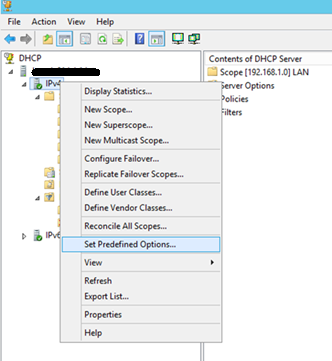 File Action View Help
DHCP
Contents of DHCP Server
IPv4
Scope [192.168.1.0] LAN
Server Options
Policies
Filters
Display Statistics...
New Scope...
New Superscope...
New Multicast Scope...
Configure Failover...
Replicate Failover Scopes...
Define User Classes...
Define Vendor Classes...
Reconcile All Scopes...
Set Predefined Options...
View
Refresh
Export List...
Properties
Help